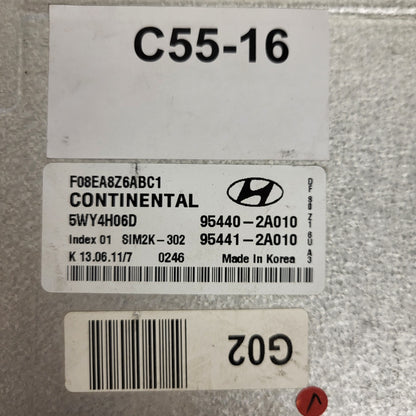 C55-16
F08EA8Z6ABC1
CONTINENTAL
5WY4H06D 95440-2A010
Index 01 SIM2K-302 95441-2A010
K 13.06.11/7 0246 Made in Korea
G02